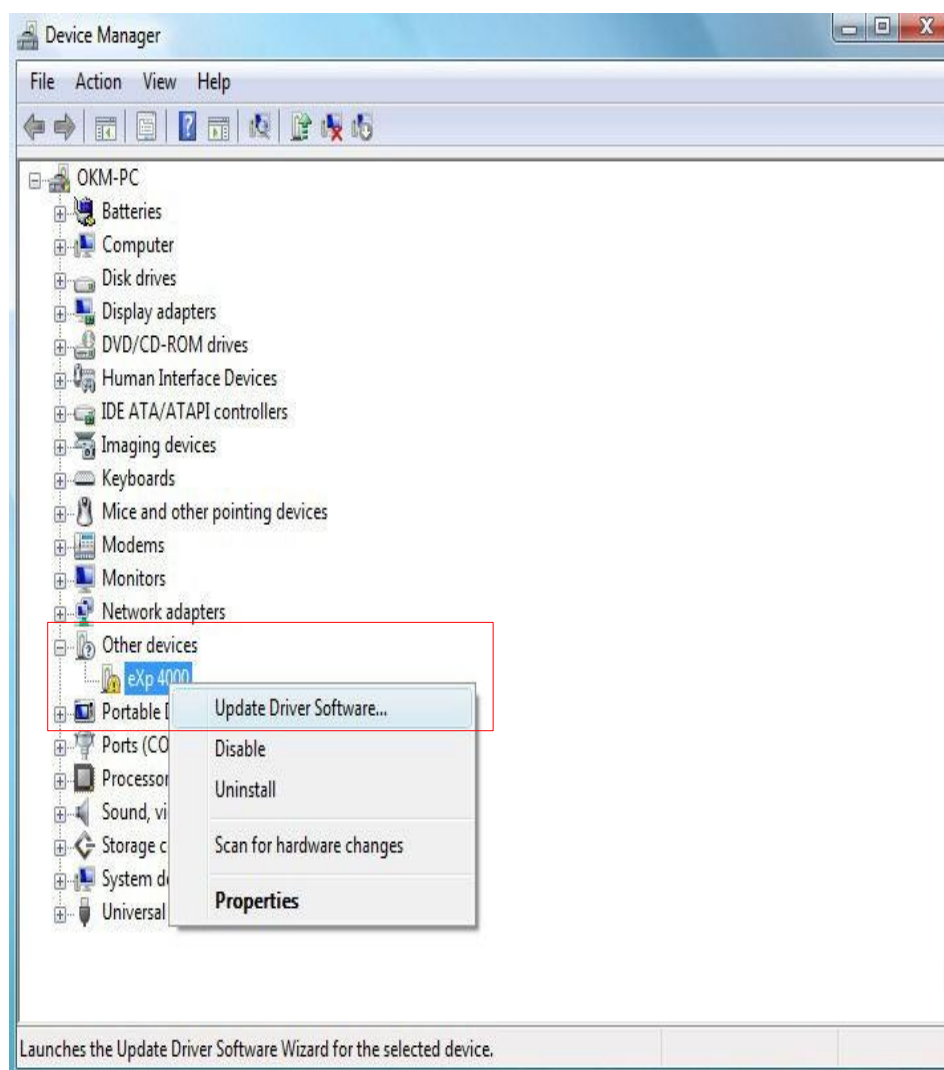 Device Manager
File Action View Help
OKM-PC
Batteries
Computer
Disk drives
Display adapters
DVD/CD-ROM drives
Human Interface Devices
IDE ATA/ATAPI controllers
Imaging devices
Keyboards
Mice and other pointing devices
Modems
Monitors
Network adapters
Other devices
eXp 4000
Portable
Update Driver Software...
Ports (CO
Disable
Processor
Uninstall
Sound, vi
Storage c
Scan for hardware changes
System d
Properties
Universal
Launches the Update Driver Software Wizard for the selected device.